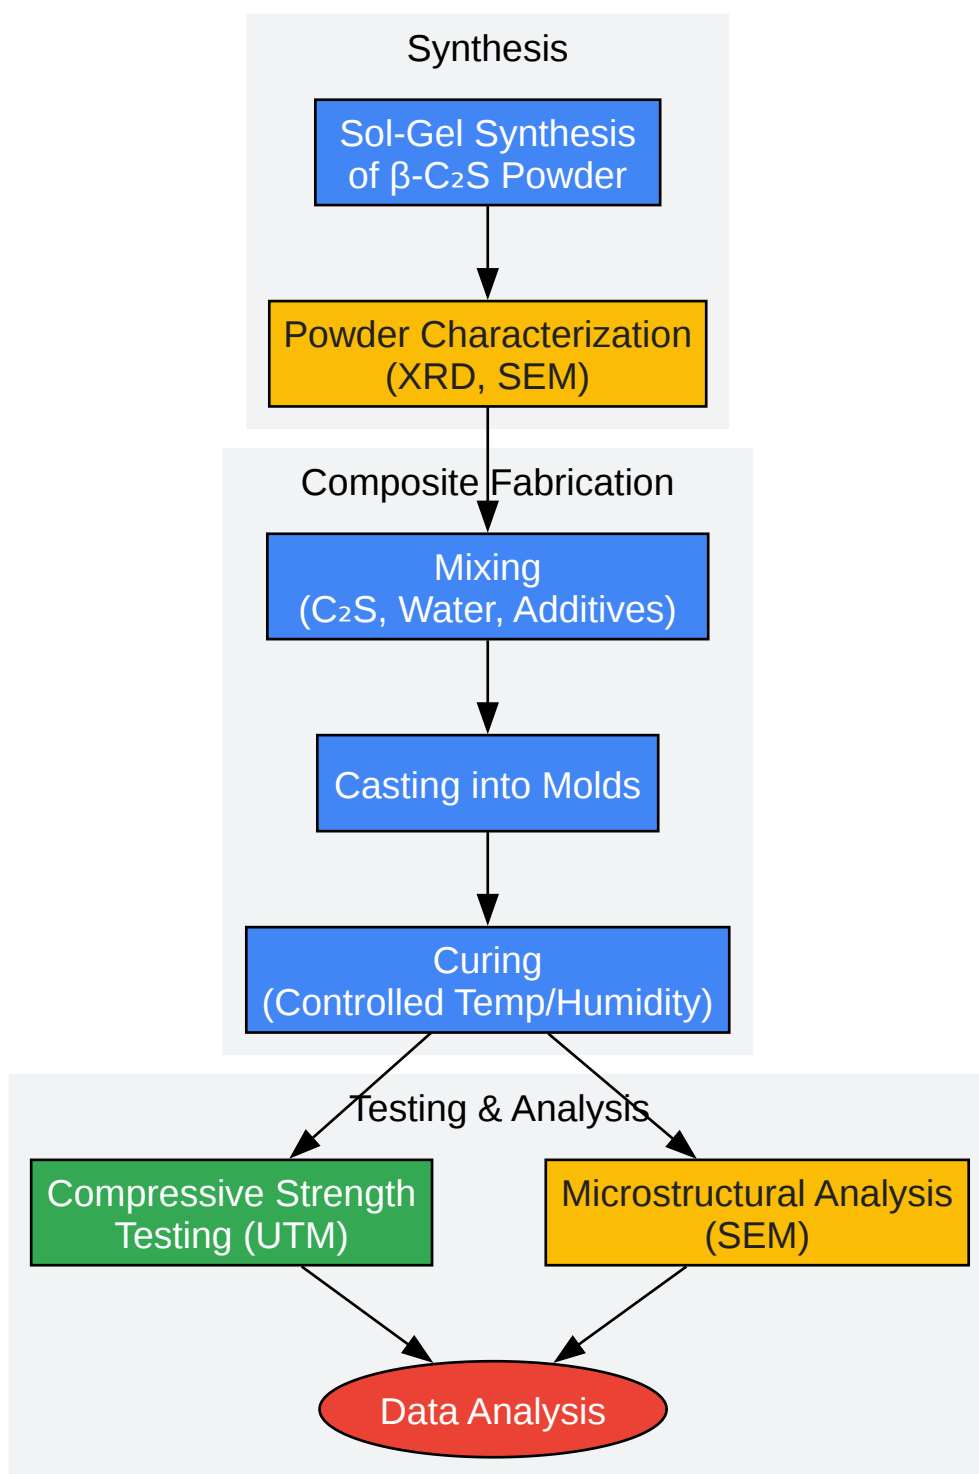 Synthesis
Sol-Gel Synthesis
of β-C₂S Powder
Powder Characterization
(XRD, SEM)
Composite Fabrication
Mixing
(C₂S, Water, Additives)
Casting into Molds
Curing
(Controlled Temp/Humidity)
Testing & Analysis
Compressive Strength
Testing (UTM)
Microstructural Analysis
(SEM)
Data Analysis